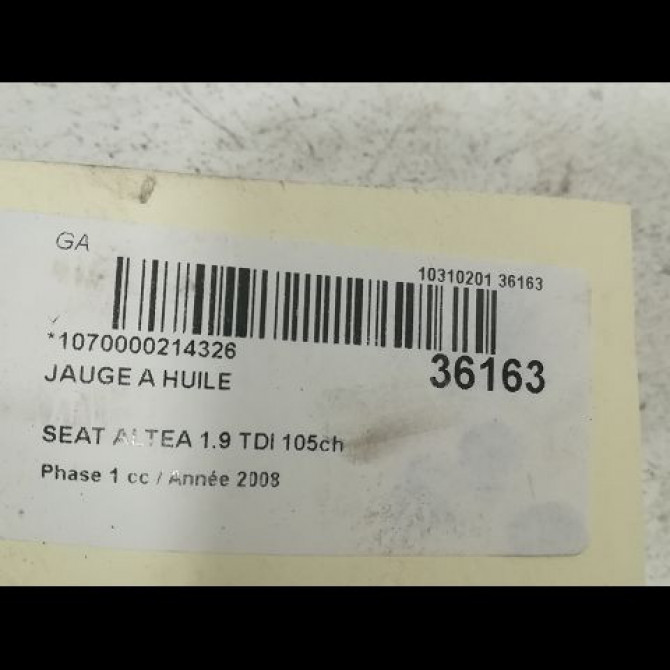 GA
10310201 36163
*1070000214326
36163
JAUGE A HUILE
SEAT ALTEA 1.9 TDI 105ch
Phase 1 cc / Année 2008